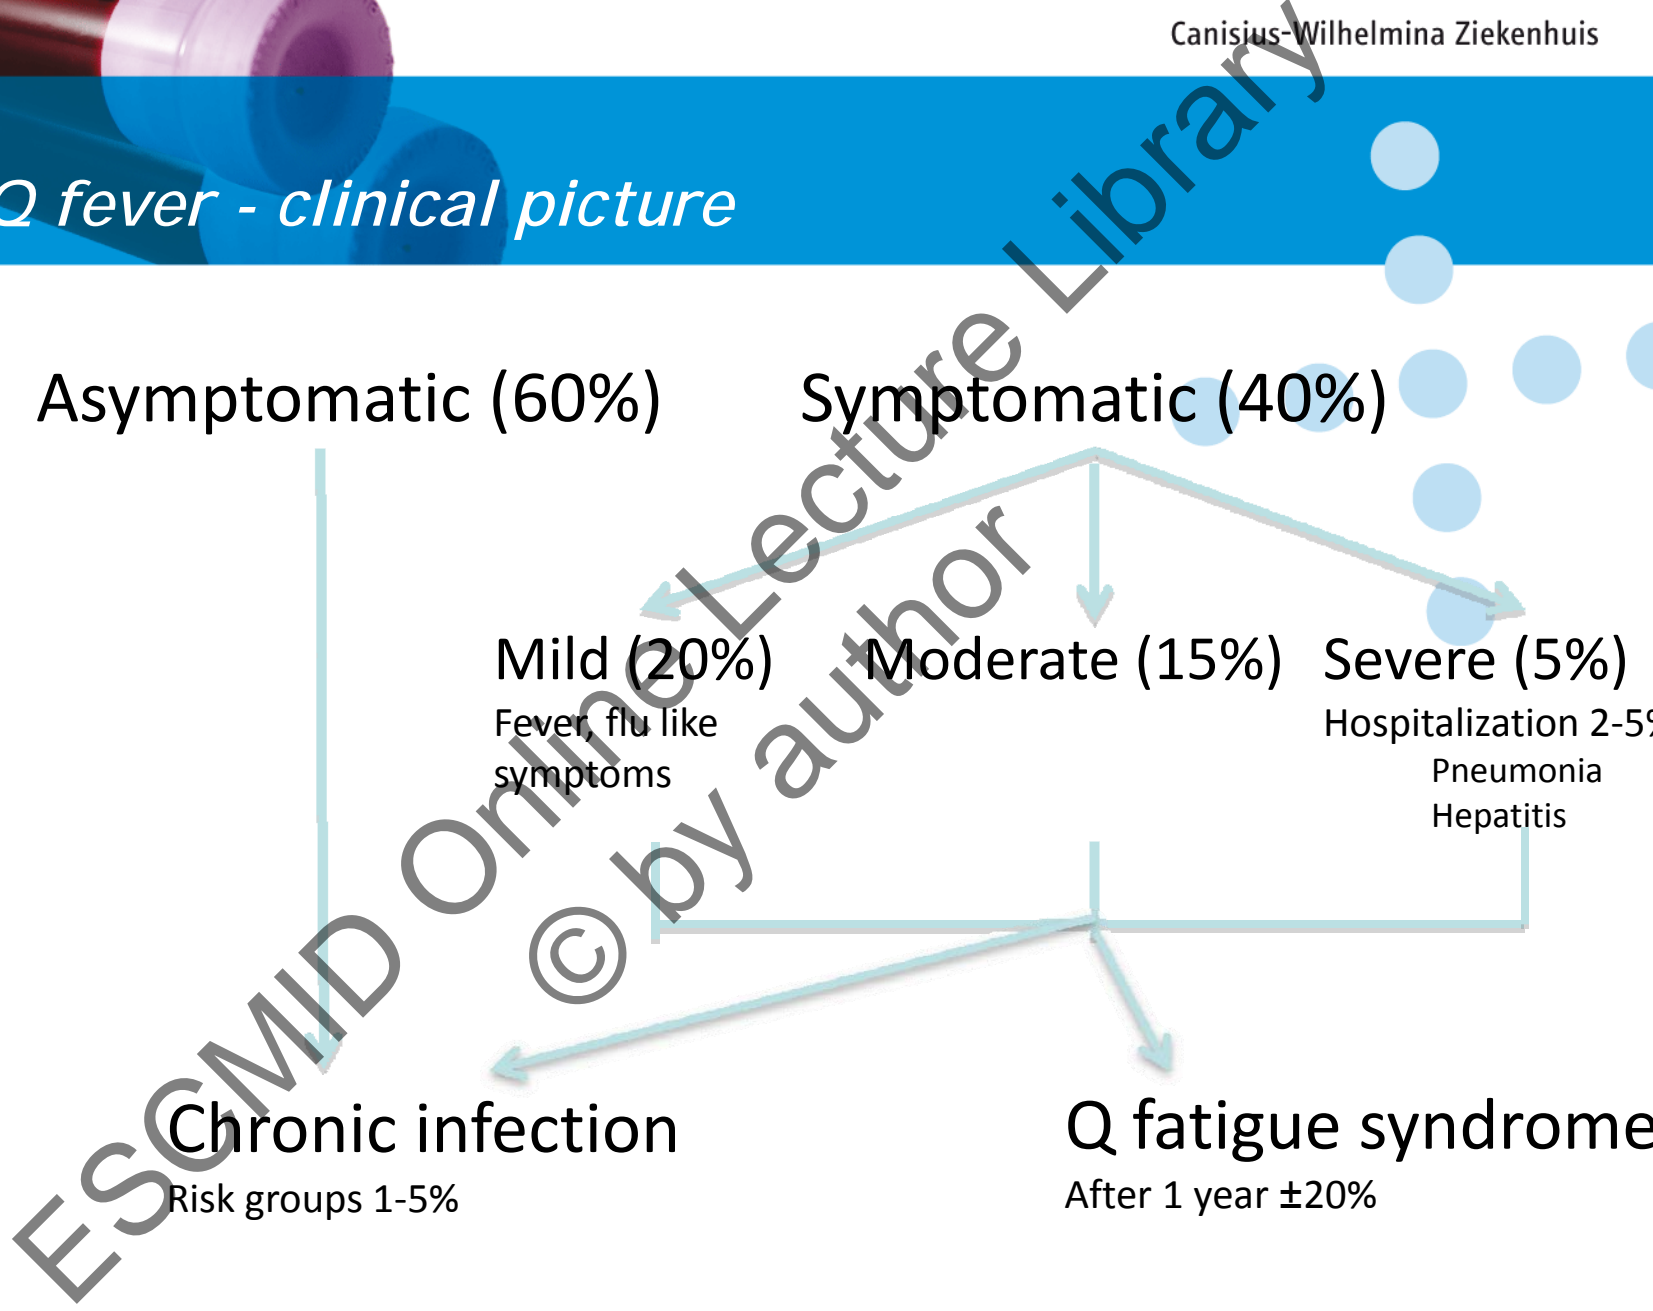 Canisius-Wilhelmina Ziekenhuis
Q fever - clinical picture
Asymptomatic (60%)
Symptomatic (40%)
Mild (20%)
Fever, flu like
symptoms
Moderate (15%)
Severe (5%)
Hospitalization 2-5%
Pneumonia
Hepatitis
Chronic infection
Risk groups 1-5%
Q fatigue syndrome
After 1 year ±20%
ESCMID Online Lecture Library
© by author